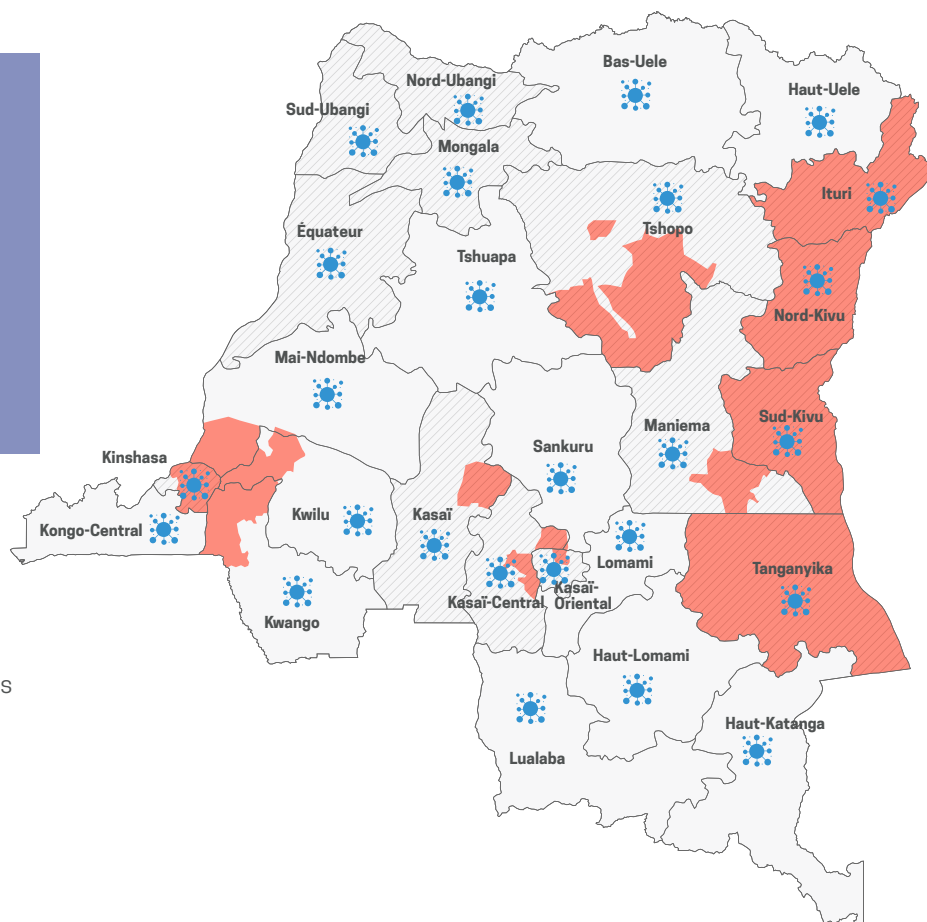 Bas-Uele
Nord-Ubangi
Haut-Uele
Sud-Ubangi
Mongala
Ituri
Équateur
Tshopo
Tshuapa
Nord-Kivu
Mai-Ndombe
Sud-Kivu
Maniema
Sankuru
Kinshasa
Kwilu
Kasaï
Kongo-Central
Lomami
Tanganyika
Kasaï-Central
Kasaï-
Oriental
Kwango
Haut-Lomami
s
Haut-Katanga
Lualaba